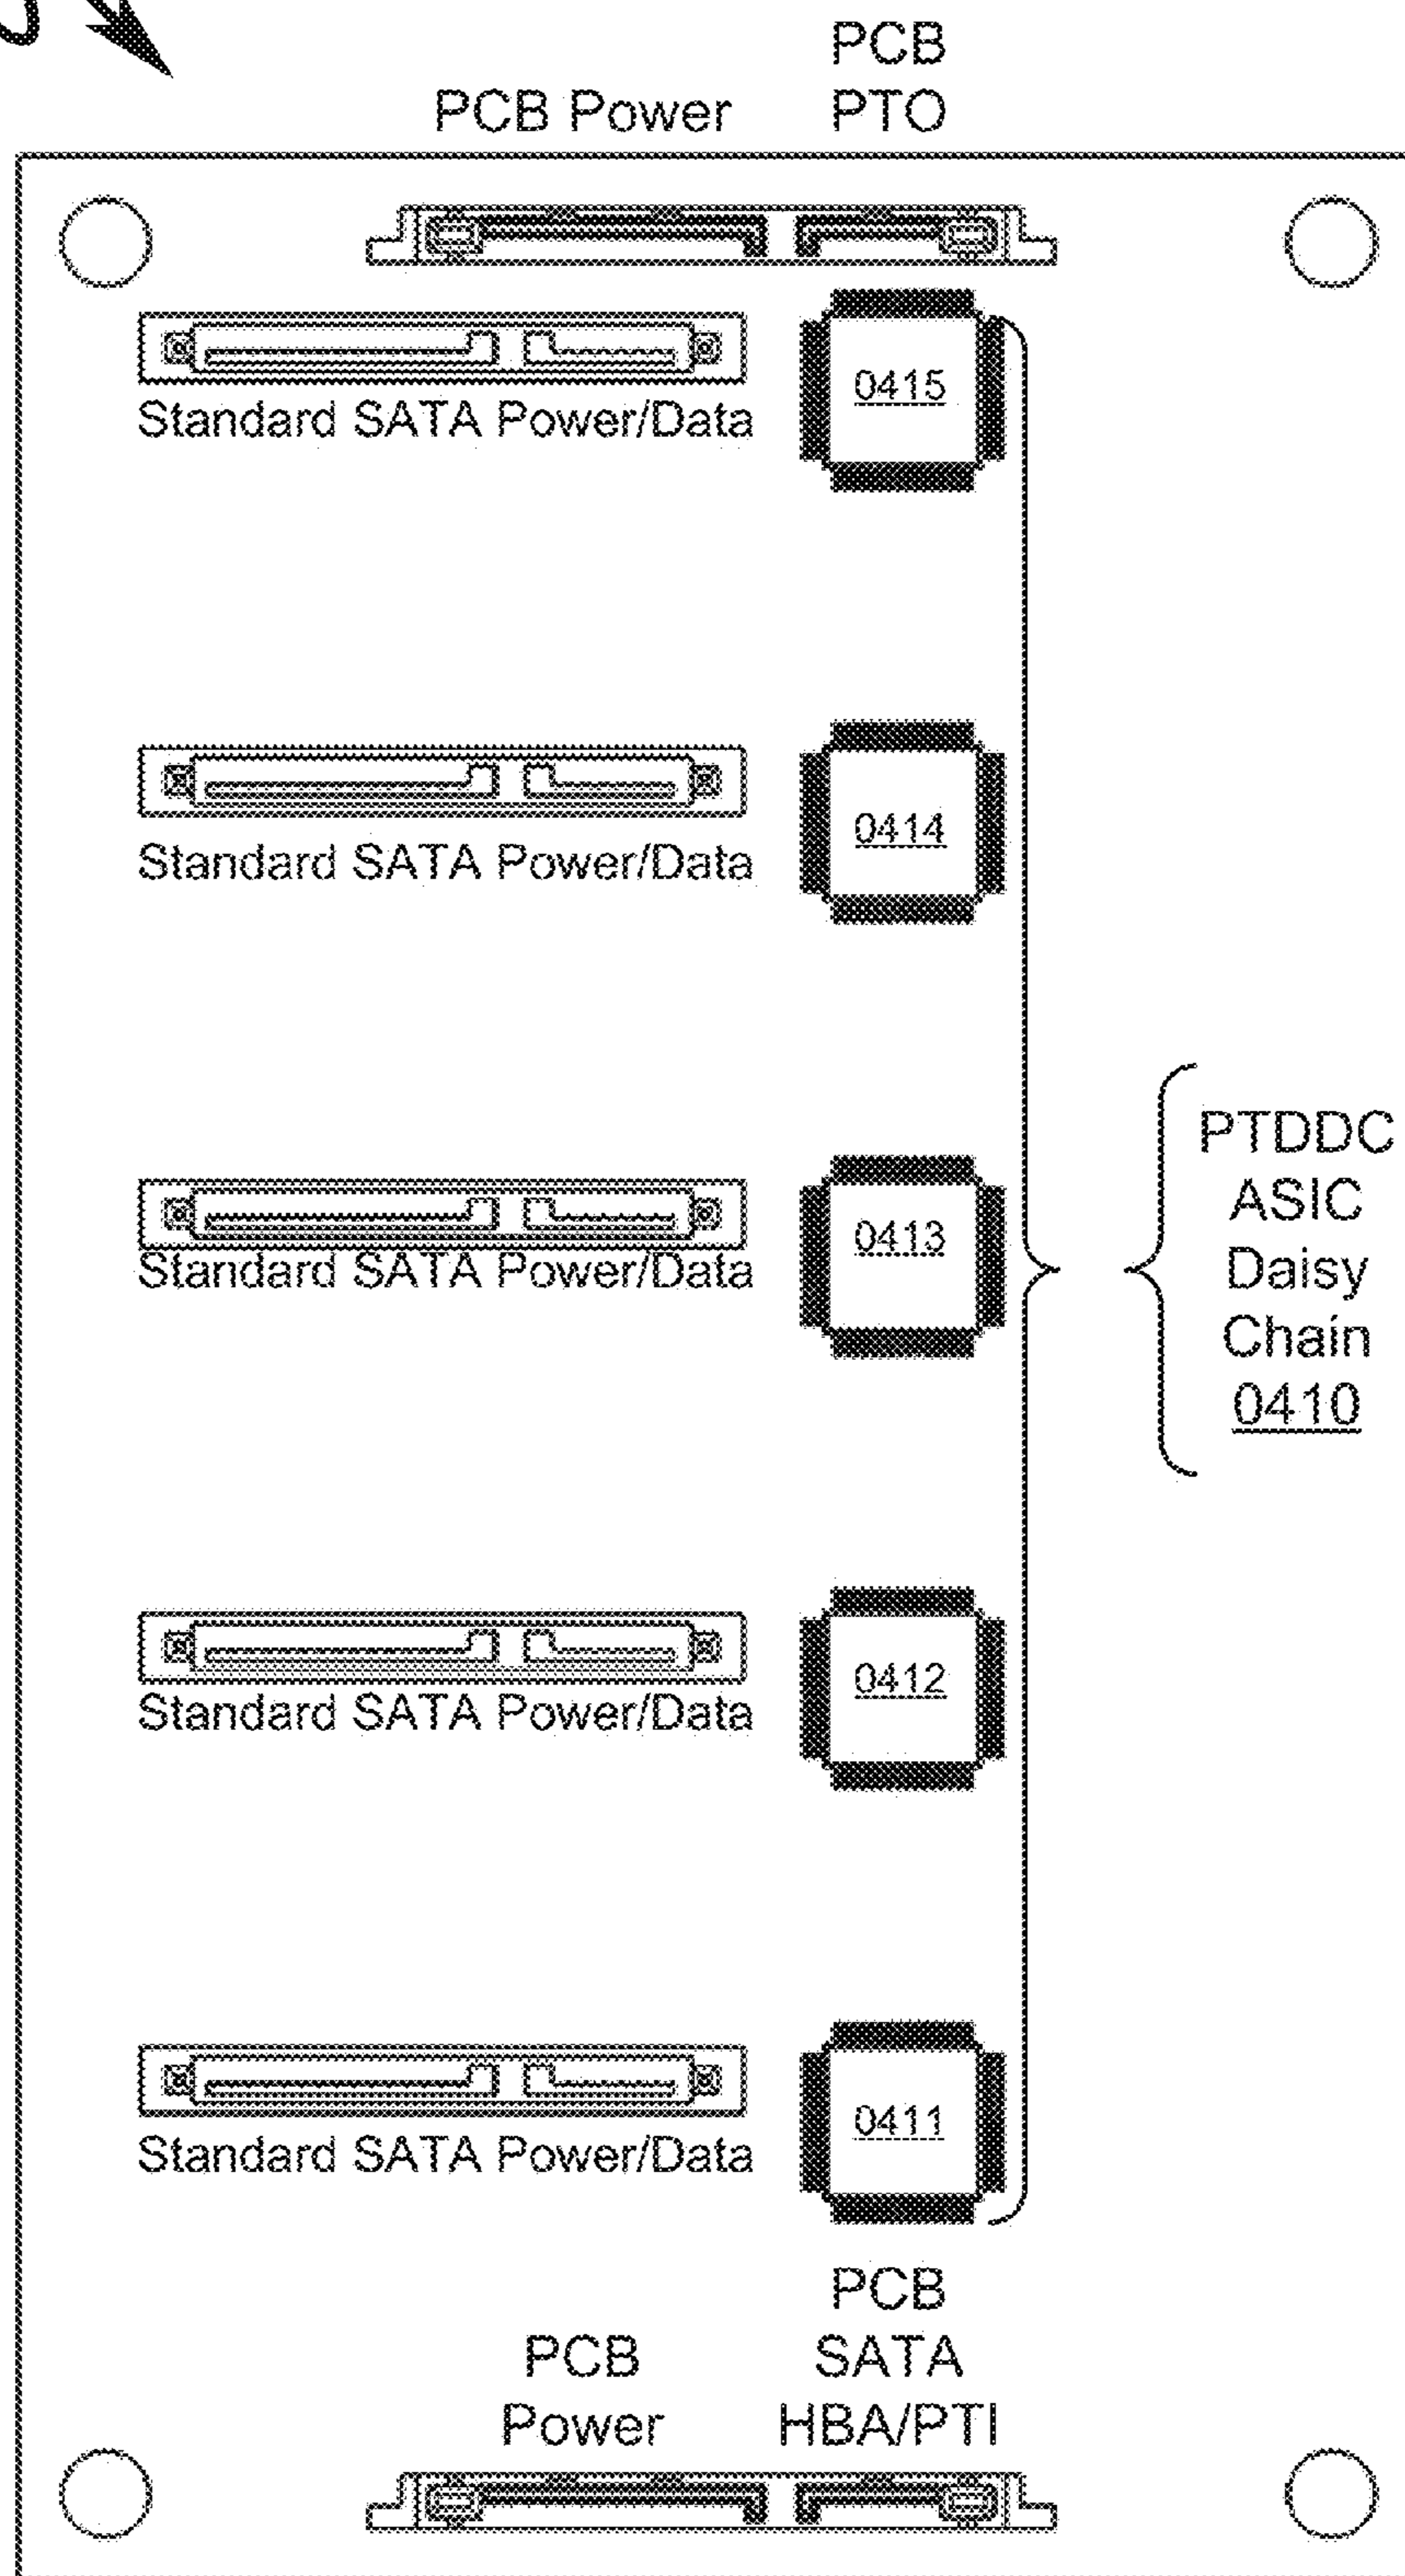 PCB
PCB Power PTO
Standard SATA Power/Data
0415
Standard SATA Power/Data
0414
Standard SATA Power/Data
0413
PTDDC
ASIC
Daisy
Chain
0410
Standard SATA Power/Data
0412
Standard SATA Power/Data
0411
PCB
Power
PCB
SATA
HBA/PTI